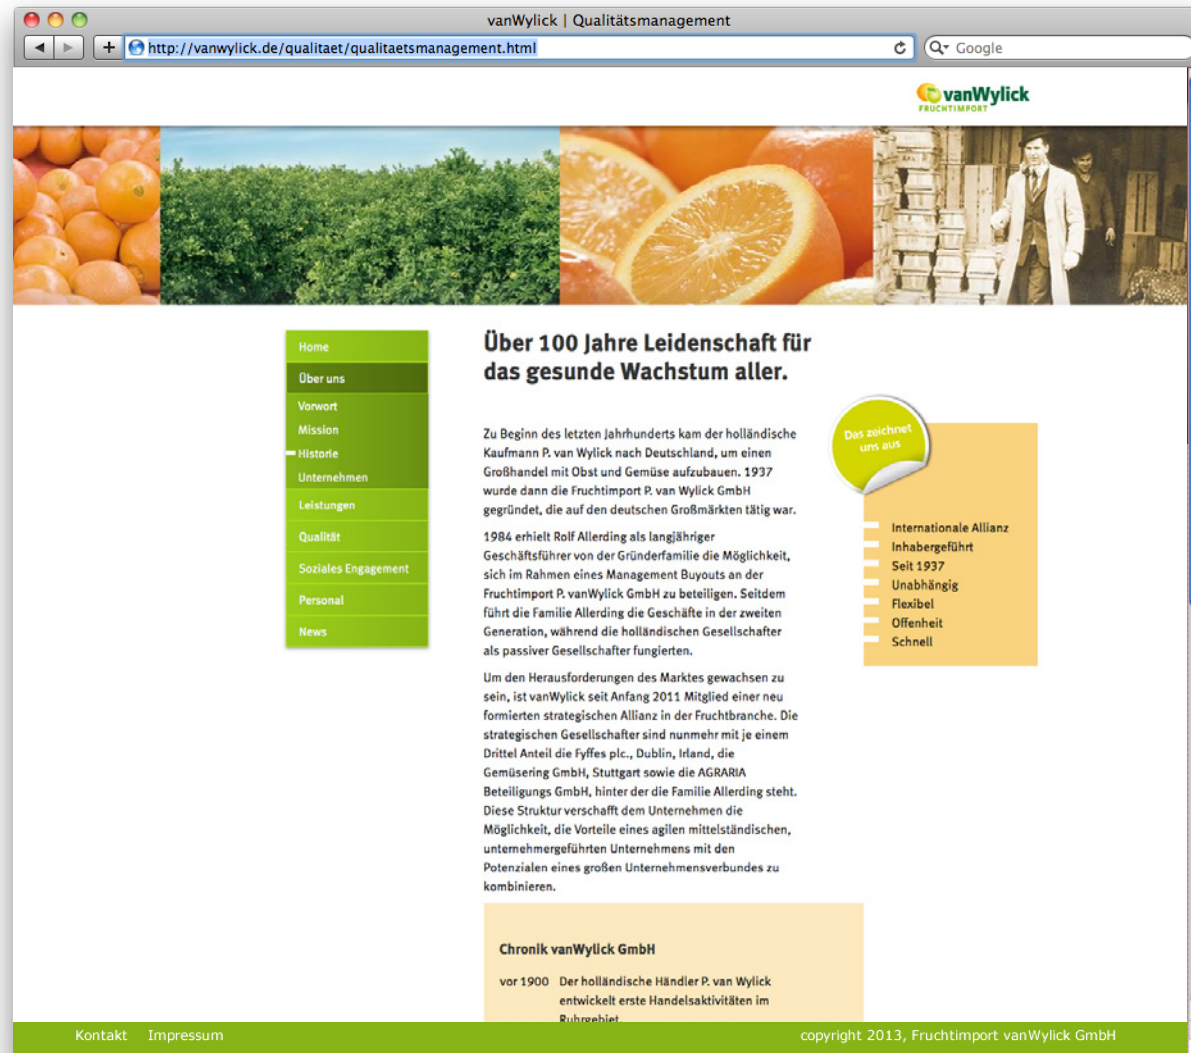 vanWylick | Qualitätsmanagement
http://vanwylick.de/qualitaet/qualitaetsmanagement.html
Google
vanWylick
FRUCHTIMPORT
Home
Über uns
Vorwort
Mission
Historie
Unternehmen
Leistungen
Qualität
Soziales Engagement
Personal
News
Über 100 Jahre Leidenschaft für
das gesunde Wachstum aller.
Zu Beginn des letzten Jahrhunderts kam der holländische
Kaufmann P. van Wylick nach Deutschland, um einen
Großhandel mit Obst und Gemüse aufzubauen. 1937
wurde dann die Fruchtimport P. van Wylick GmbH
gegründet, die auf den deutschen Großmärkten tätig war.
1984 erhielt Rolf Allerding als langjähriger
Geschäftsführer von der Gründerfamilie die Möglichkeit,
sich im Rahmen eines Management Buyouts an der
Fruchtimport P. vanWylick GmbH zu beteiligen. Seitdem
führt die Familie Allerding die Geschäfte in der zweiten
Generation, während die holländischen Gesellschafter
als passiver Gesellschafter fungierten.
Um den Herausforderungen des Marktes gewachsen zu
sein, ist vanWylick seit Anfang 2011 Mitglied einer neu
formierten strategischen Allianz in der Fruchtbranche. Die
strategischen Gesellschafter sind nunmehr mit je einem
Drittel Anteil die Fyffes plc., Dublin, Irland, die
Gemüsering GmbH, Stuttgart sowie die AGRARIA
Beteiligungs GmbH, hinter der die Familie Allerding steht.
Diese Struktur verschafft dem Unternehmen die
Möglichkeit, die Vorteile eines agilen mittelständischen,
unternehmergeführten Unternehmens mit den
Potenzialen eines großen Unternehmensverbundes zu
kombinieren.
Das zeichnet
uns aus
Internationale Allianz
Inhabergeführt
Seit 1937
Unabhängig
Flexibel
Offenheit
Schnell
Chronik vanWylick GmbH
vor 1900 Der holländische Händler P. van Wylick
entwickelt erste Handelsaktivitäten im
Ruhrgebiet.
Kontakt Impressum
copyright 2013, Fruchtimport vanWylick GmbH